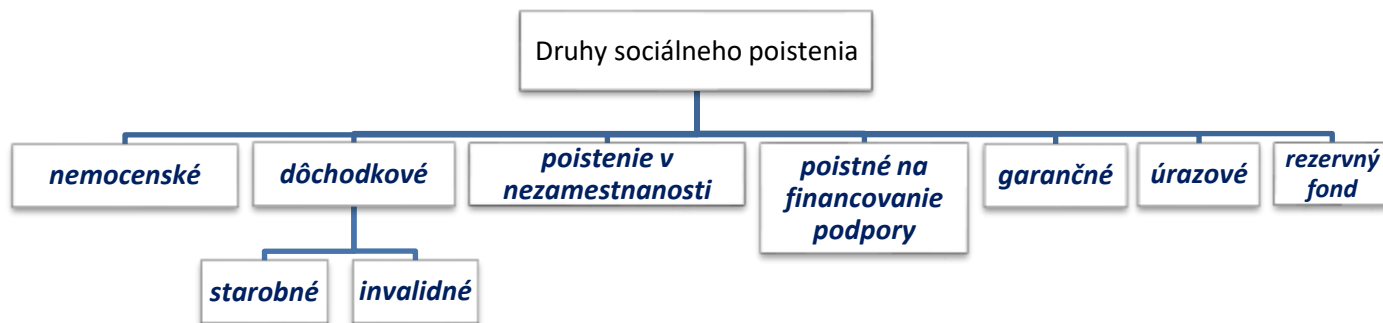 Druhy sociálneho poistenia
nemocenské
dôchodkové
poistenie v
nezamestnanosti
poistné na
financovanie
podpory
garančné
úrazové
rezervný
fond
starobné
invalidné